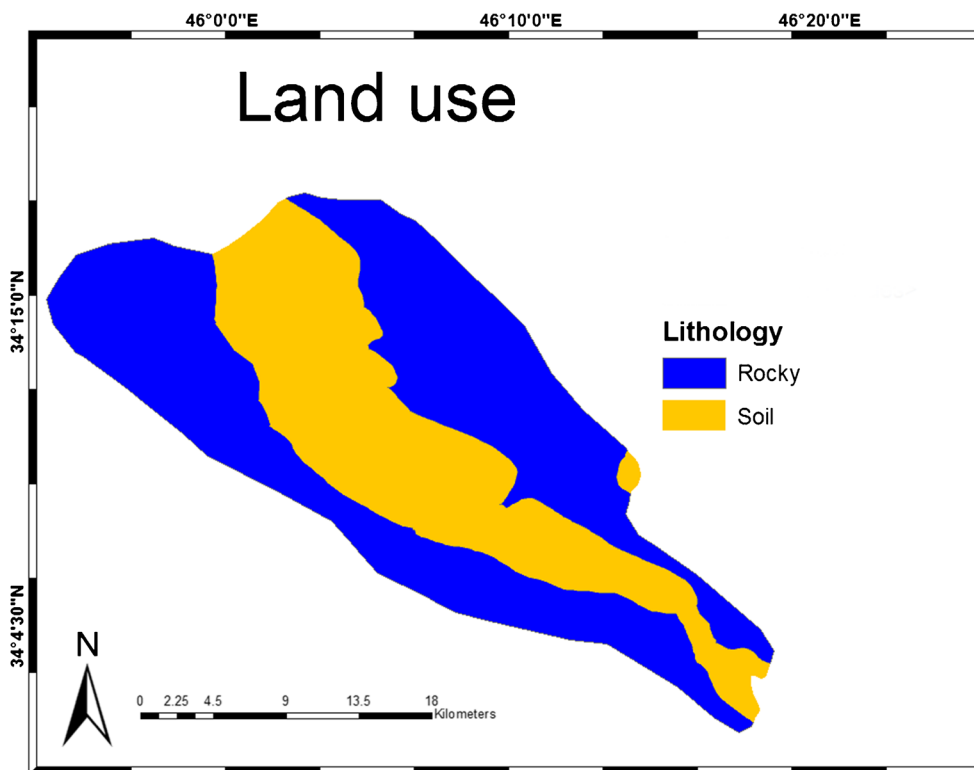 46°0'0"E 46°10'0"E 46°20'0"E
Land use
34°15'0"N
Lithology
Rocky
Soil
34°4'30"N
N
0 2.25 4.5 9 13.5 18
Kilometers